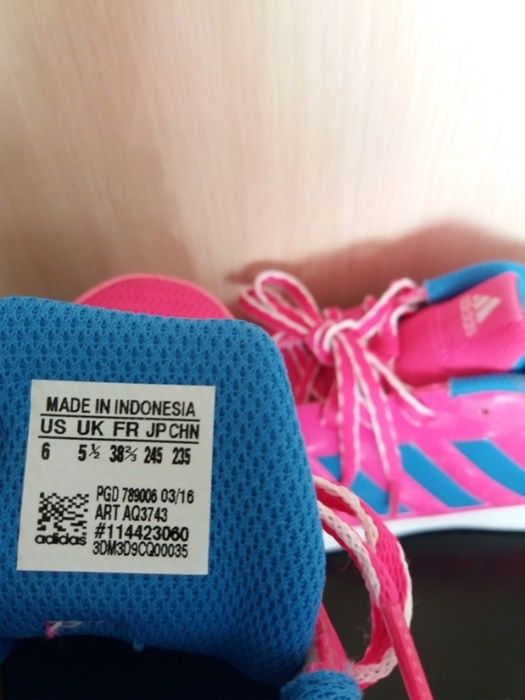 MADE IN INDONESIA
US UK FR JP CHN
6 5½ 38⅔ 245 235
PGD 789006 03/16
ART AQ3743
#114423060
adidas 3DM3D9CQ00035
adidas